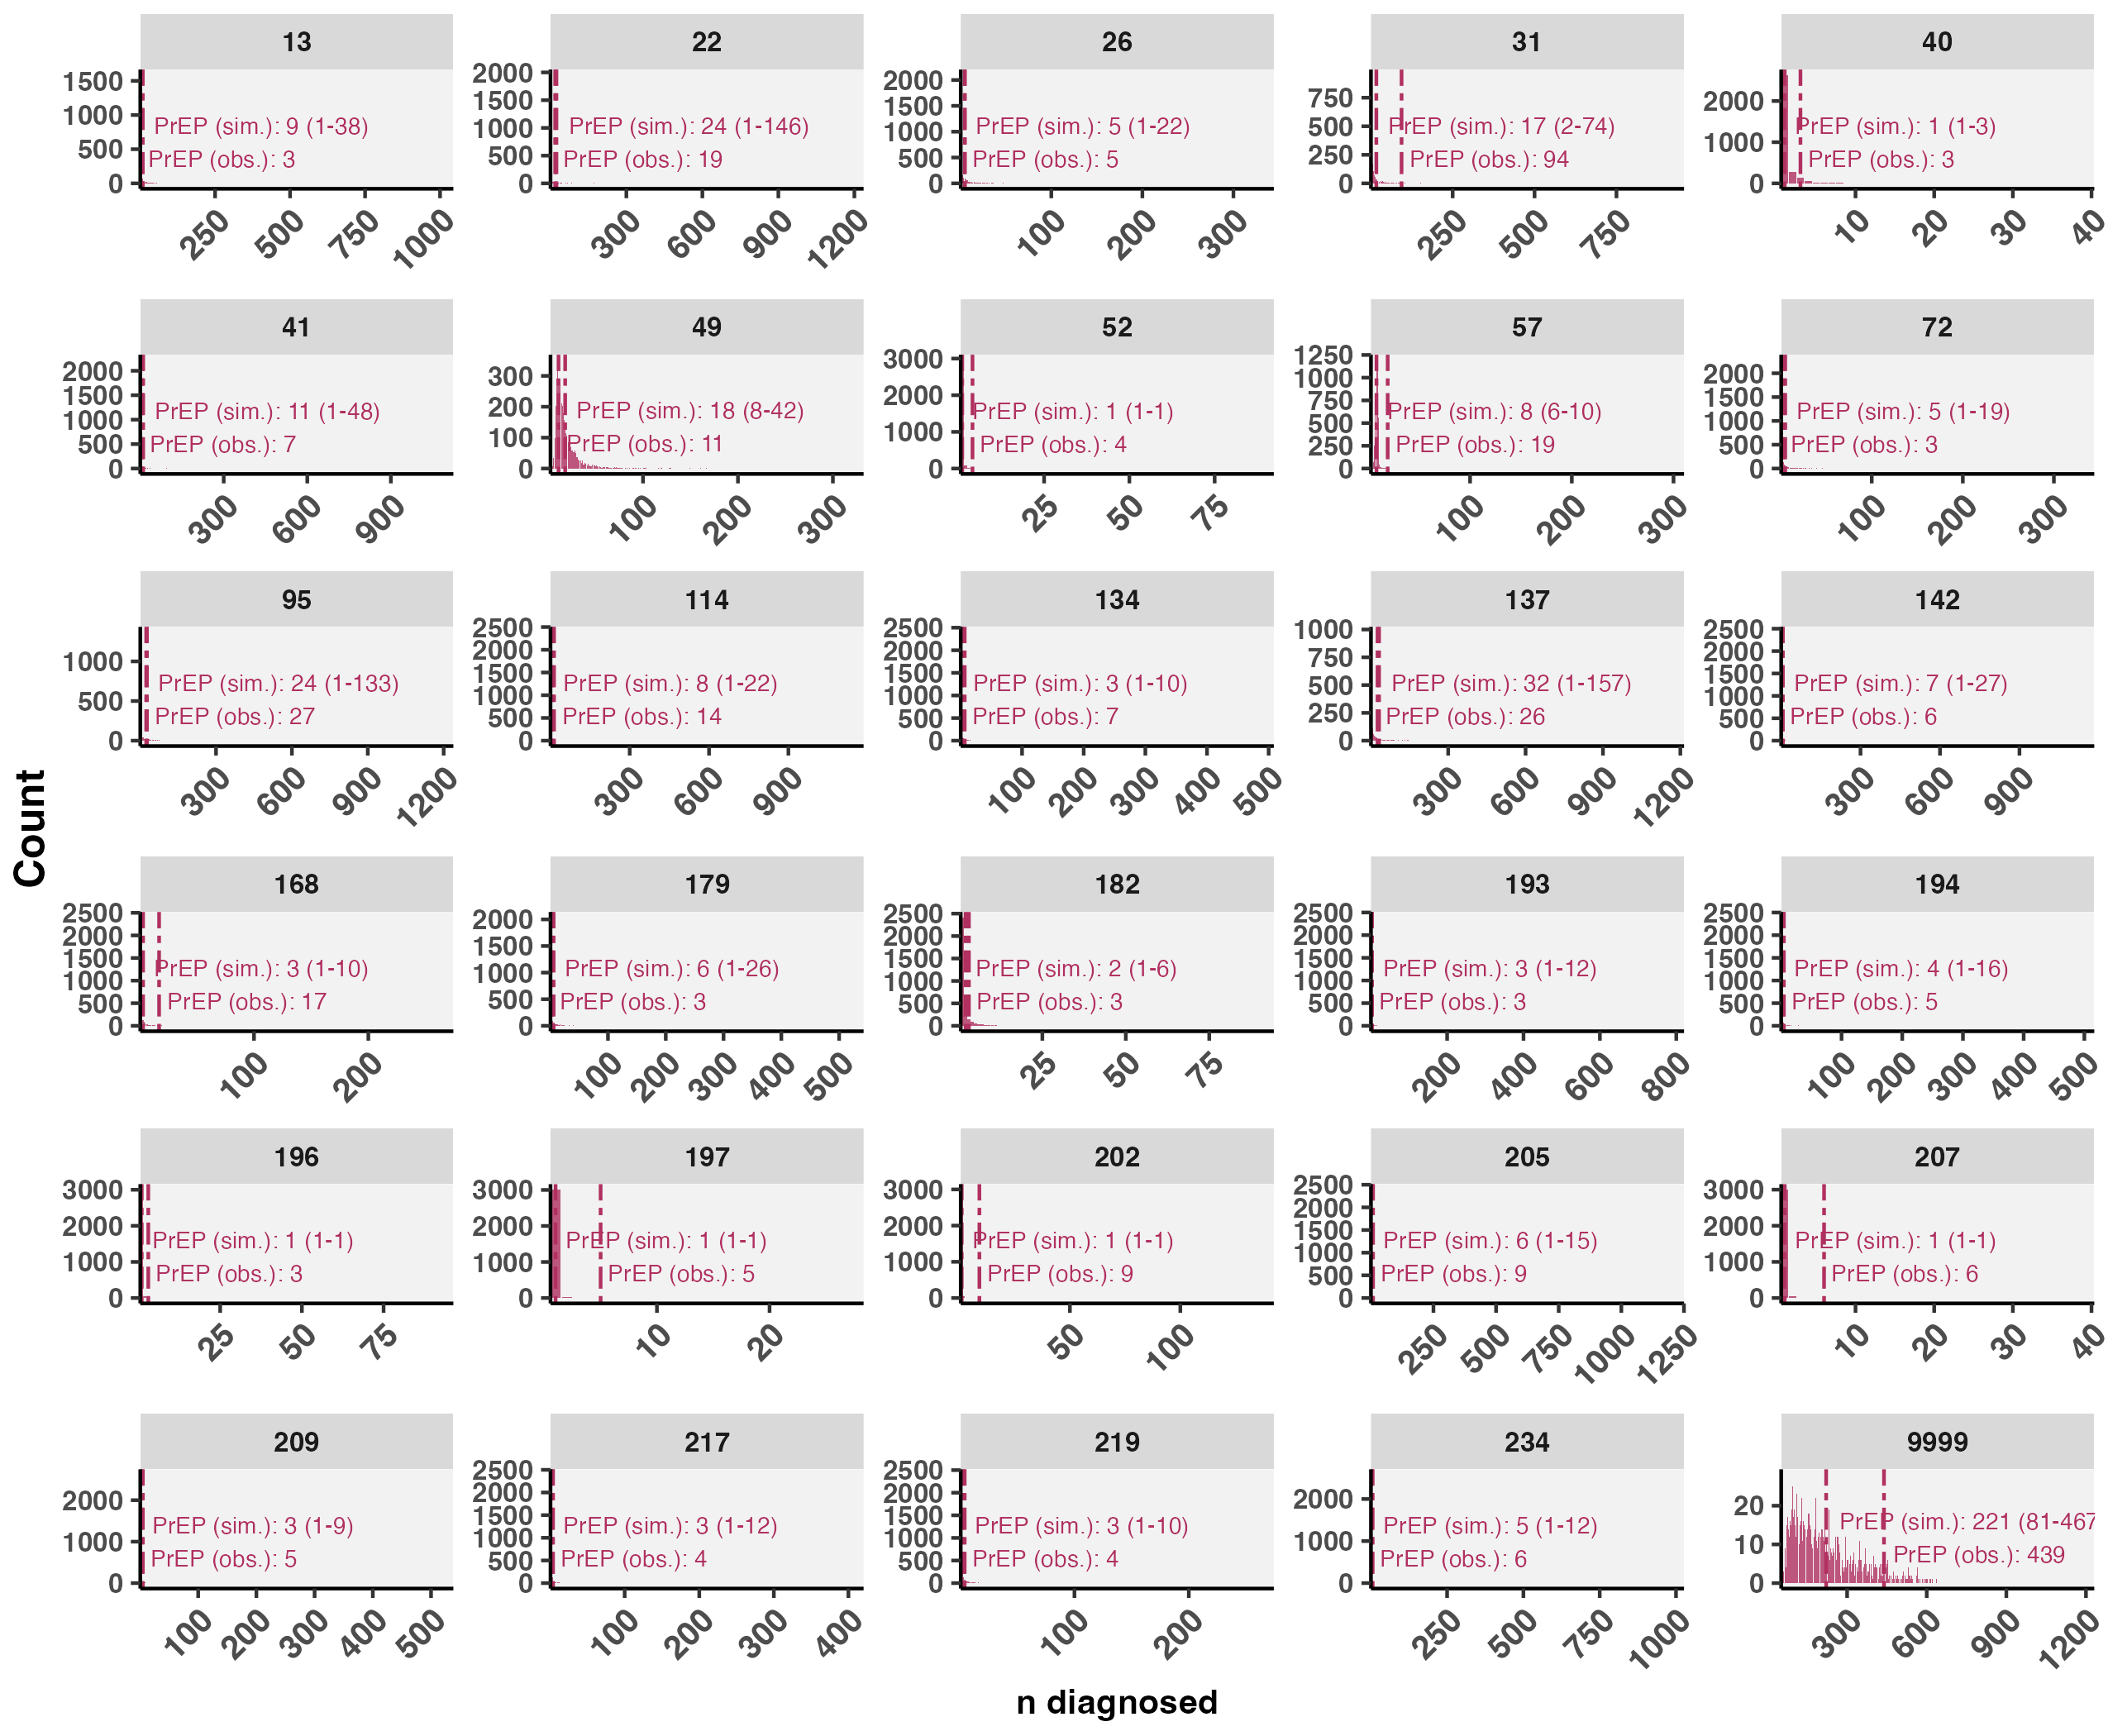 Count
13
1500
1000
500
0
PrEP (sim.): 9 (1-38)
PrEP (obs.): 3
250 500 750 1000
22
2000
1500
1000
500
0
PrEP (sim.): 24 (1-146)
PrEP (obs.): 19
300 600 900 1200
26
2000
1500
1000
500
0
PrEP (sim.): 5 (1-22)
PrEP (obs.): 5
100 200 300
31
750
500
250
0
PrEP (sim.): 17 (2-74)
PrEP (obs.): 94
250 500 750
40
2000
1000
0
PrEP (sim.): 1 (1-3)
PrEP (obs.): 3
10 20 30 40
41
2000
1500
1000
500
0
PrEP (sim.): 11 (1-48)
PrEP (obs.): 7
300 600 900
49
300
200
100
0
PrEP (sim.): 18 (8-42)
PrEP (obs.): 11
100 200 300
52
3000
2000
1000
0
PrEP (sim.): 1 (1-1)
PrEP (obs.): 4
25 50 75
57
1250
1000
750
500
250
0
PrEP (sim.): 8 (6-10)
PrEP (obs.): 19
100 200 300
72
2000
1500
1000
500
0
PrEP (sim.): 5 (1-19)
PrEP (obs.): 3
100 200 300
95
1000
500
0
PrEP (sim.): 24 (1-133)
PrEP (obs.): 27
300 600 900 1200
114
2500
2000
1500
1000
500
0
PrEP (sim.): 8 (1-22)
PrEP (obs.): 14
300 600 900
134
2500
2000
1500
1000
500
0
PrEP (sim.): 3 (1-10)
PrEP (obs.): 7
100 200 300 400 500
137
1000
750
500
250
0
PrEP (sim.): 32 (1-157)
PrEP (obs.): 26
300 600 900 1200
142
2500
2000
1500
1000
500
0
PrEP (sim.): 7 (1-27)
PrEP (obs.): 6
300 600 900
168
2500
2000
1500
1000
500
0
PrEP (sim.): 3 (1-10)
PrEP (obs.): 17
100 200
179
2000
1500
1000
500
0
PrEP (sim.): 6 (1-26)
PrEP (obs.): 3
100 200 300 400 500
182
2500
2000
1500
1000
500
0
PrEP (sim.): 2 (1-6)
PrEP (obs.): 3
25 50 75
193
2500
2000
1500
1000
500
0
PrEP (sim.): 3 (1-12)
PrEP (obs.): 3
200 400 600 800
194
2500
2000
1500
1000
500
0
PrEP (sim.): 4 (1-16)
PrEP (obs.): 5
100 200 300 400 500
196
3000
2000
1000
0
PrEP (sim.): 1 (1-1)
PrEP (obs.): 3
25 50 75
197
3000
2000
1000
0
PrEP (sim.): 1 (1-1)
PrEP (obs.): 5
10 20
202
3000
2000
1000
0
PrEP (sim.): 1 (1-1)
PrEP (obs.): 9
50 100
205
2500
2000
1500
1000
500
0
PrEP (sim.): 6 (1-15)
PrEP (obs.): 9
250 500 750 1000 1250
207
3000
2000
1000
0
PrEP (sim.): 1 (1-1)
PrEP (obs.): 6
10 20 30 40
209
2000
1000
0
PrEP (sim.): 3 (1-9)
PrEP (obs.): 5
100 200 300 400 500
217
2500
2000
1500
1000
500
0
PrEP (sim.): 3 (1-12)
PrEP (obs.): 4
100 200 300 400
219
2500
2000
1500
1000
500
0
PrEP (sim.): 3 (1-10)
PrEP (obs.): 4
100 200
234
2000
1000
0
PrEP (sim.): 5 (1-12)
PrEP (obs.): 6
250 500 750 1000
9999
20
10
0
PrEP (sim.): 221 (81-467
PrEP (obs.): 439
300 600 900 1200
n diagnosed